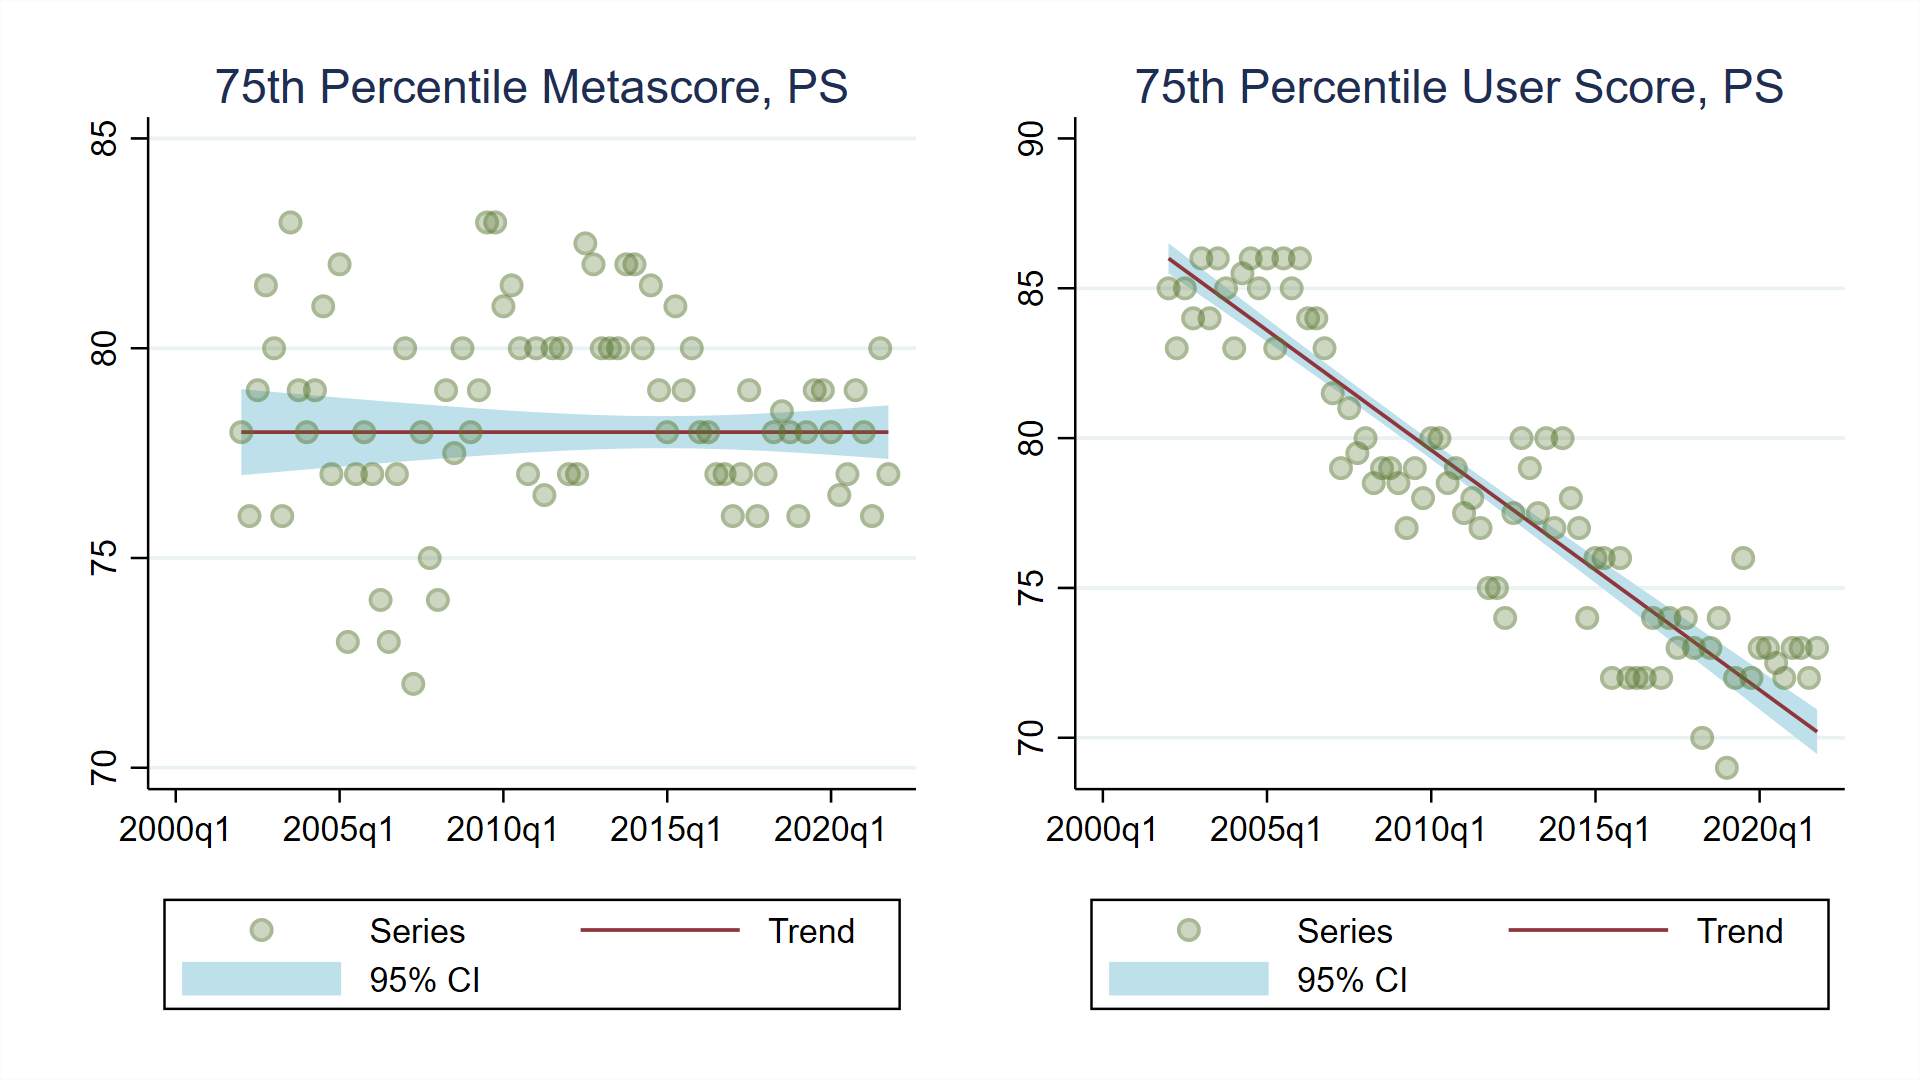 75th Percentile Metascore, PS
85
80
75
70
2000q1 2005q1 2010q1 2015q1 2020q1
Series Trend
95% CI
75th Percentile User Score, PS
90
85
80
75
70
2000q1 2005q1 2010q1 2015q1 2020q1
Series Trend
95% CI